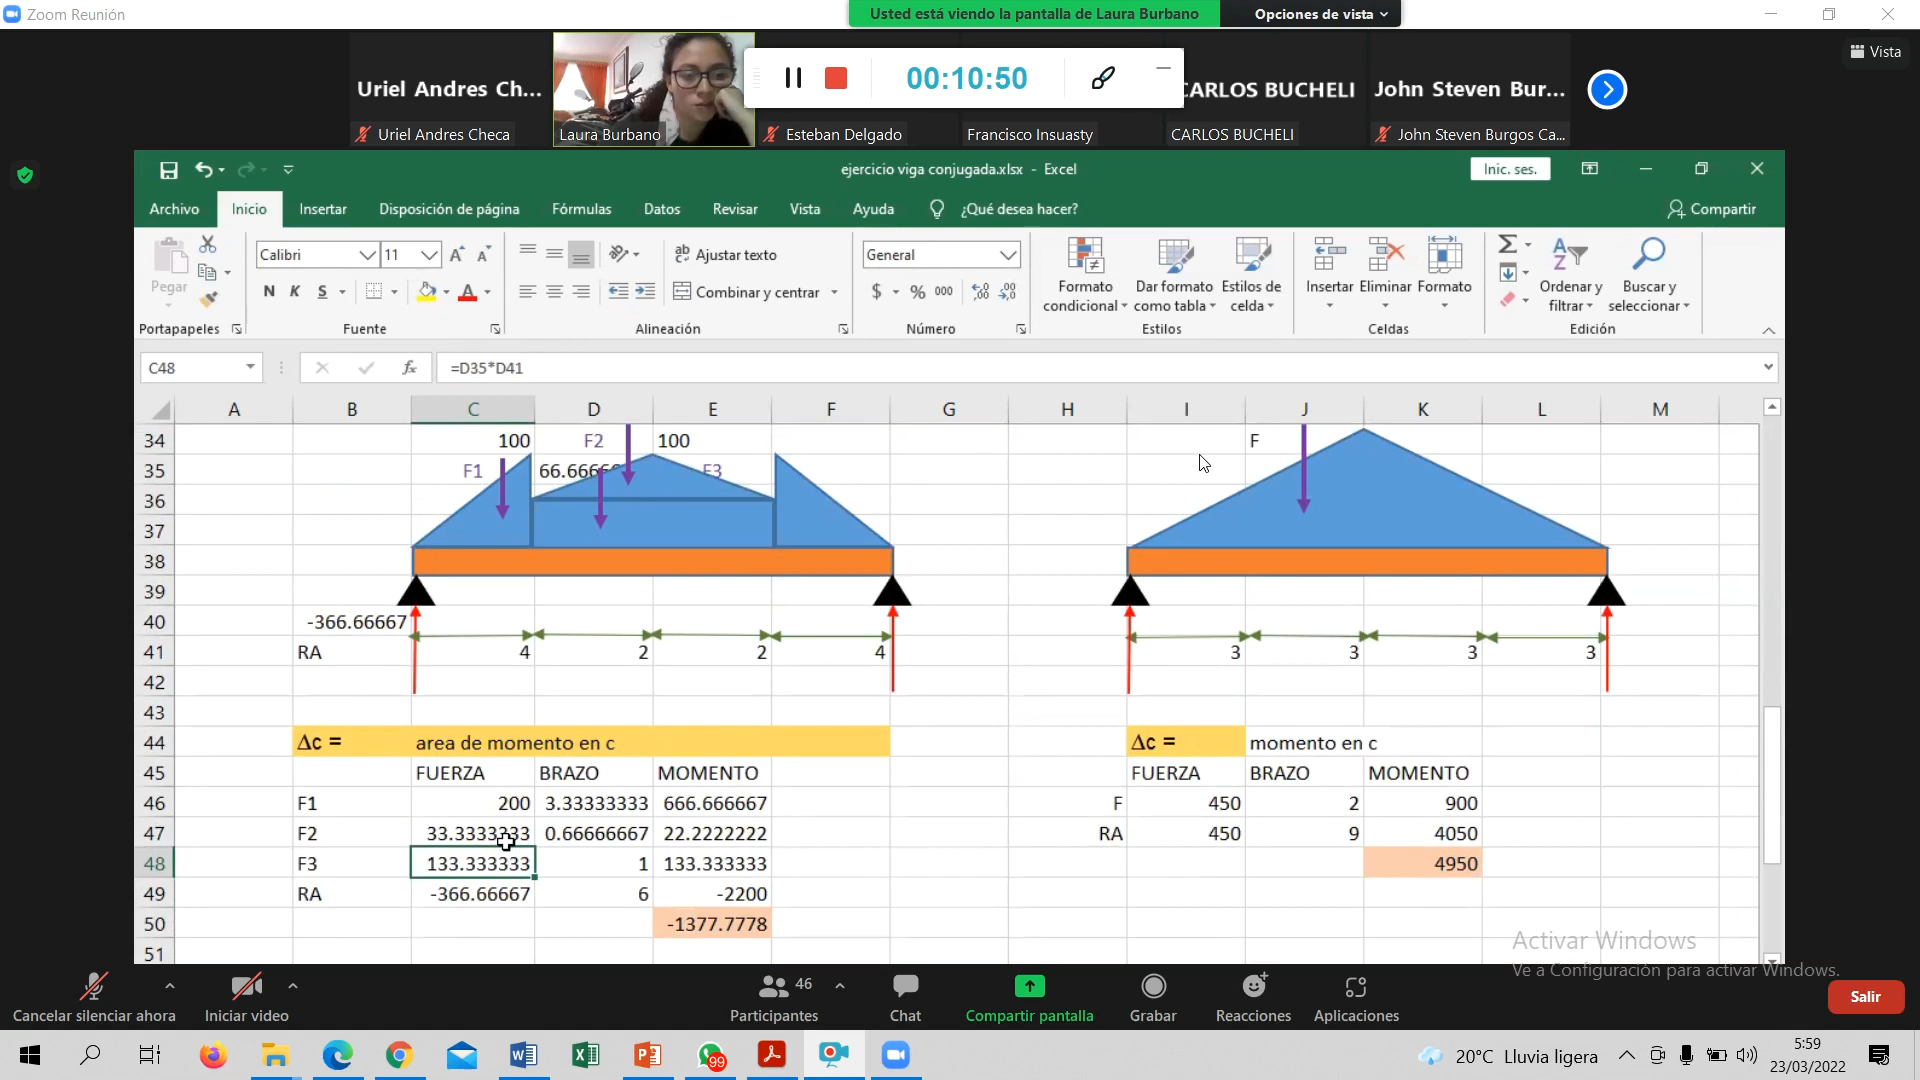 Zoom Reunión
Usted está viendo la pantalla de Laura Burbano
Opciones de vista
Vista
Uriel Andres Ch...
Uriel Andres Checa
Laura Burbano
00:10:50
Esteban Delgado
Francisco Insuasty
CARLOS BUCHELI
CARLOS BUCHELI
John Steven Bur...
John Steven Burgos Ca...
ejercicio viga conjugada.xlsx - Excel
Inic. ses.
Archivo Inicio Insertar Disposición de página Fórmulas Datos Revisar Vista Ayuda ¿Qué desea hacer? Compartir
Pegar
Portapapeles
Calibri 11
N K S
Fuente
Ajustar texto
Combinar y centrar
Alineación
General
$ % 000
Número
Formato condicional
Dar formato como tabla
Estilos de celda
Estilos
Insertar Eliminar Formato
Celdas
Ordenar y filtrar
Buscar y seleccionar
Edición
C48 fx =D35*D41
A B C D E F G H I J K L M
34 100 F2 100 F
35 F1 F3
36
37
38
39
40 -366.66667
41 RA 4 2 2 4 3 3 3 3
42
43
44 Δc = area de momento en c Δc = momento en c
45 FUERZA BRAZO MOMENTO FUERZA BRAZO MOMENTO
46 F1 200 3.33333333 666.666667 F 450 2 900
47 F2 33.3333333 0.66666667 22.2222222 RA 450 9 4050
48 F3 133.333333 1 133.333333 4950
49 RA -366.66667 6 -2200
50 -1377.7778
51
Activar Windows
Ve a Configuración para activar Windows.
Cancelar silenciar ahora
Iniciar video
46
Participantes
Chat
Compartir pantalla
Grabar
Reacciones
Aplicaciones
Salir
99
20°C Lluvia ligera
5:59
23/03/2022